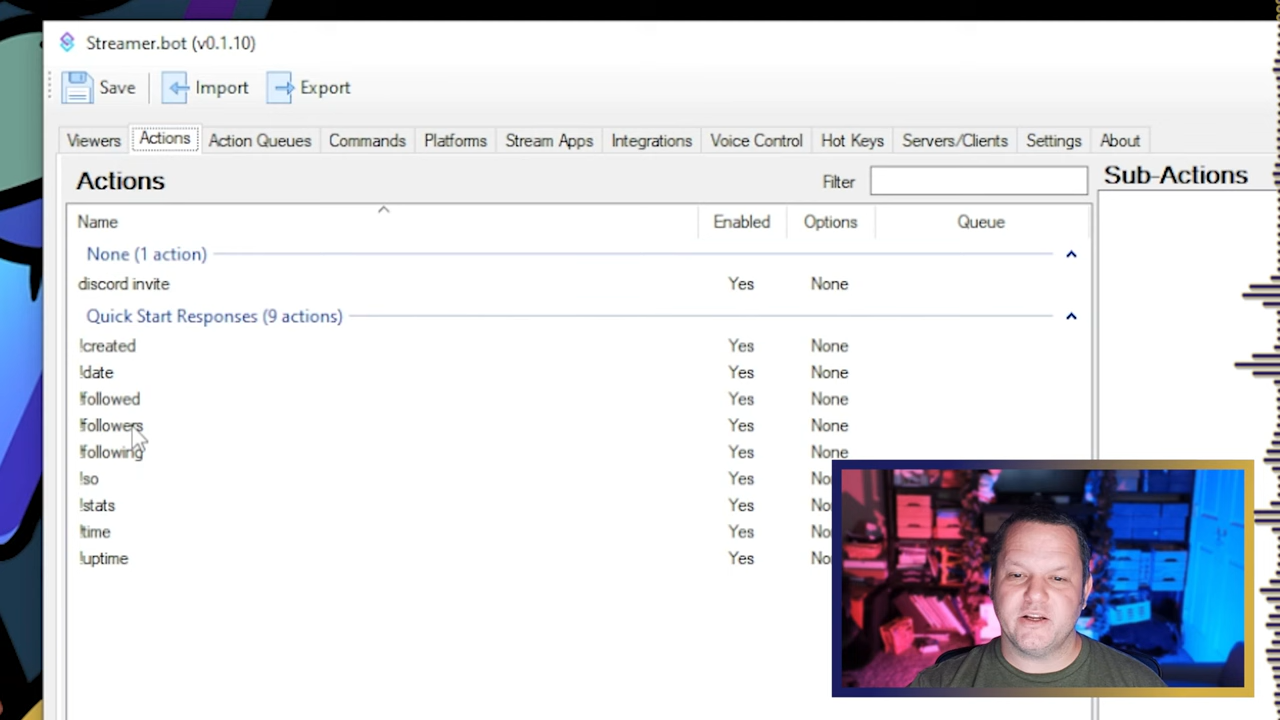 Streamer.bot (v0.1.10)
Save Import Export
Viewers Actions Action Queues Commands Platforms Stream Apps Integrations Voice Control Hot Keys Servers/Clients Settings About
Actions Filter Sub-Actions
Name Enabled Options Queue
None (1 action)
discord invite Yes None
Quick Start Responses (9 actions)
!created Yes None
!date Yes None
!followed Yes None
!followers Yes None
!following Yes None
!so Yes
!stats Yes
!time Yes
!uptime Yes